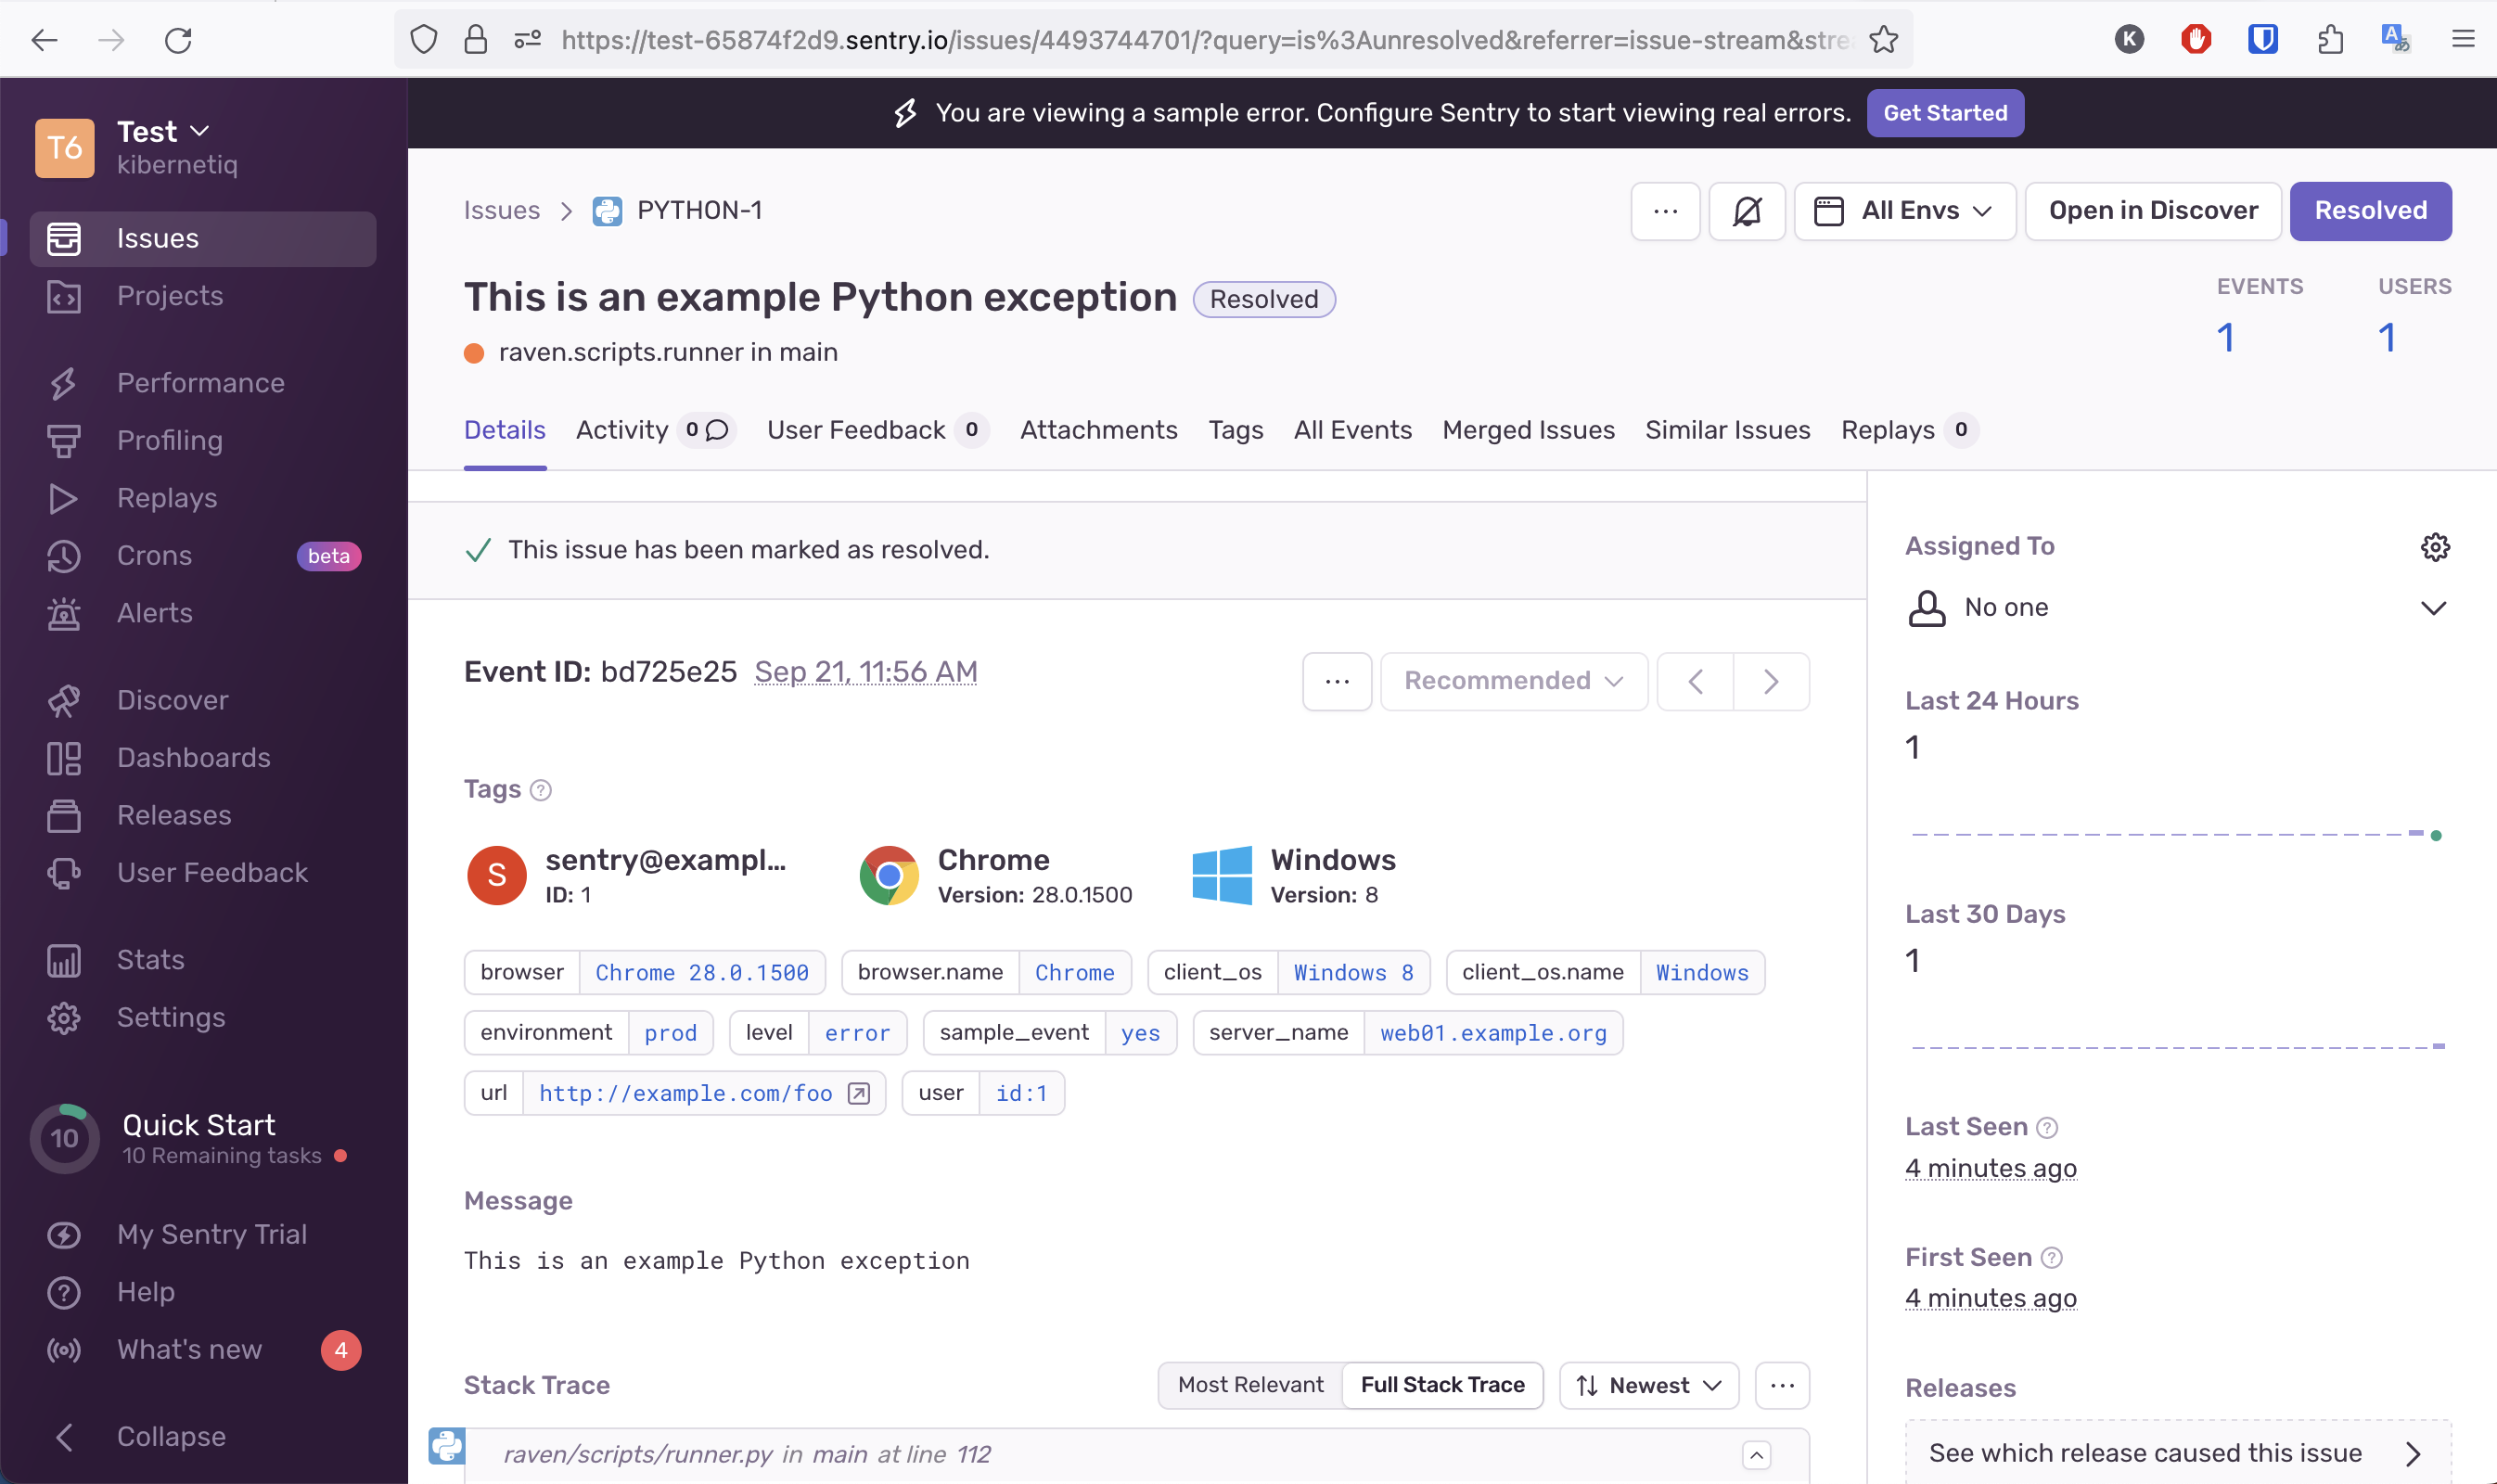 https://test-65874f2d9.sentry.io/issues/4493744701/?query=is%3Aunresolved&referrer=issue-stream&stre
K
You are viewing a sample error. Configure Sentry to start viewing real errors.
Get Started
T6
Test
kibernetiq
Issues
Projects
Performance
Profiling
Replays
Crons
beta
Alerts
Discover
Dashboards
Releases
User Feedback
Stats
Settings
10
Quick Start
10 Remaining tasks
My Sentry Trial
Help
What's new
4
Collapse
Issues
PYTHON-1
...
All Envs
Open in Discover
Resolved
This is an example Python exception
Resolved
raven.scripts.runner in main
EVENTS
1
USERS
1
Details
Activity 0
User Feedback 0
Attachments
Tags
All Events
Merged Issues
Similar Issues
Replays 0
This issue has been marked as resolved.
Event ID: bd725e25 Sep 21, 11:56 AM
...
Recommended
Tags ?
S
sentry@exampl...
ID: 1
Chrome
Version: 28.0.1500
Windows
Version: 8
browser Chrome 28.0.1500
browser.name Chrome
client_os Windows 8
client_os.name Windows
environment prod
level error
sample_event yes
server_name web01.example.org
url http://example.com/foo
user id:1
Message
This is an example Python exception
Stack Trace
Most Relevant
Full Stack Trace
Newest
...
raven/scripts/runner.py in main at line 112
Assigned To
No one
Last 24 Hours
1
Last 30 Days
1
Last Seen ?
4 minutes ago
First Seen ?
4 minutes ago
Releases
See which release caused this issue